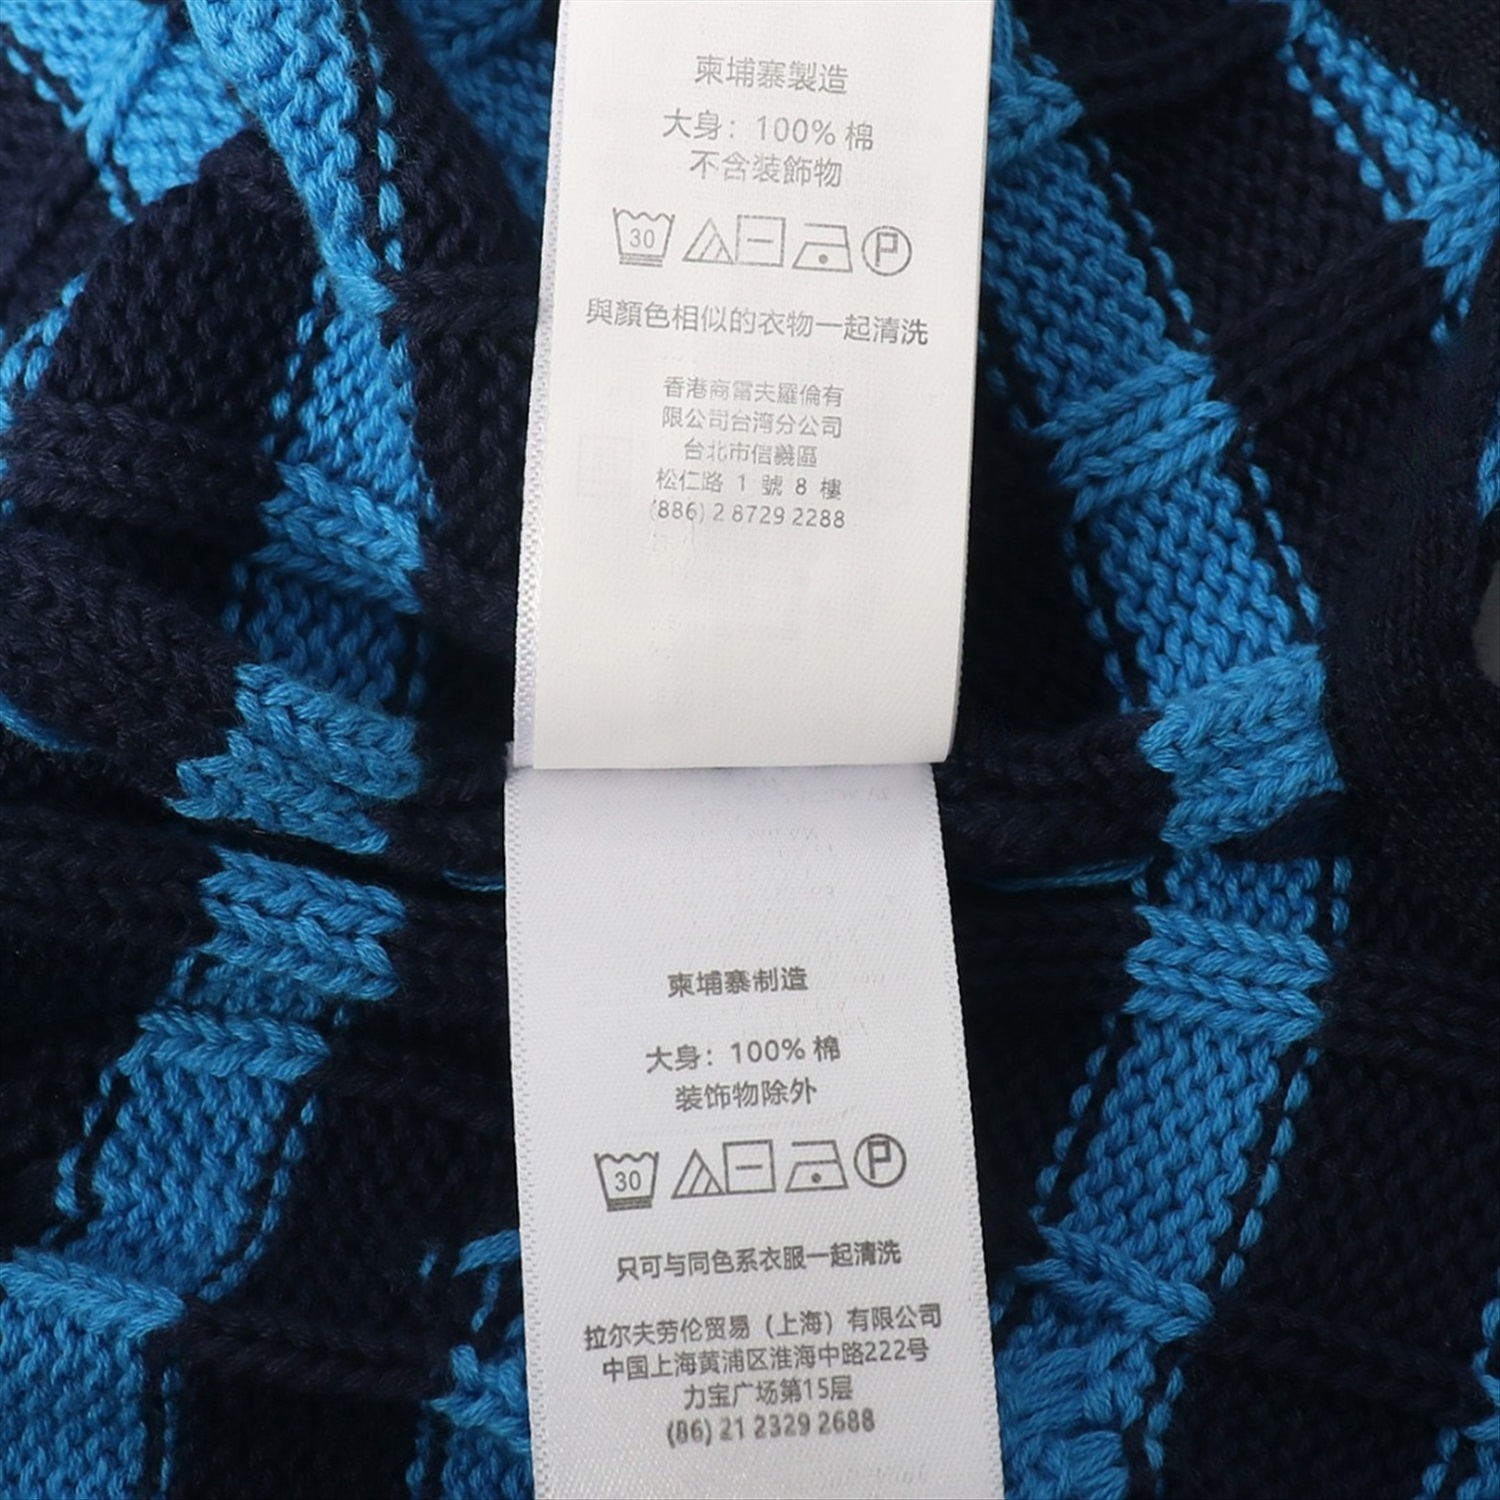 柬埔寨製造
大身：100% 棉
不含装飾物
30
P
與顏色相似的衣物一起清洗
香港商雷夫羅倫有
限公司台湾分公司
台北市信義區
松仁路 1 號 8 樓
(886) 2 8729 2288
柬埔寨制造
大身：100% 棉
装饰物除外
30
P
只可与同色系衣服一起清洗
拉尔夫劳伦贸易（上海）有限公司
中国上海黄浦区淮海中路222号
力宝广场第15层
(86) 21 2329 2688